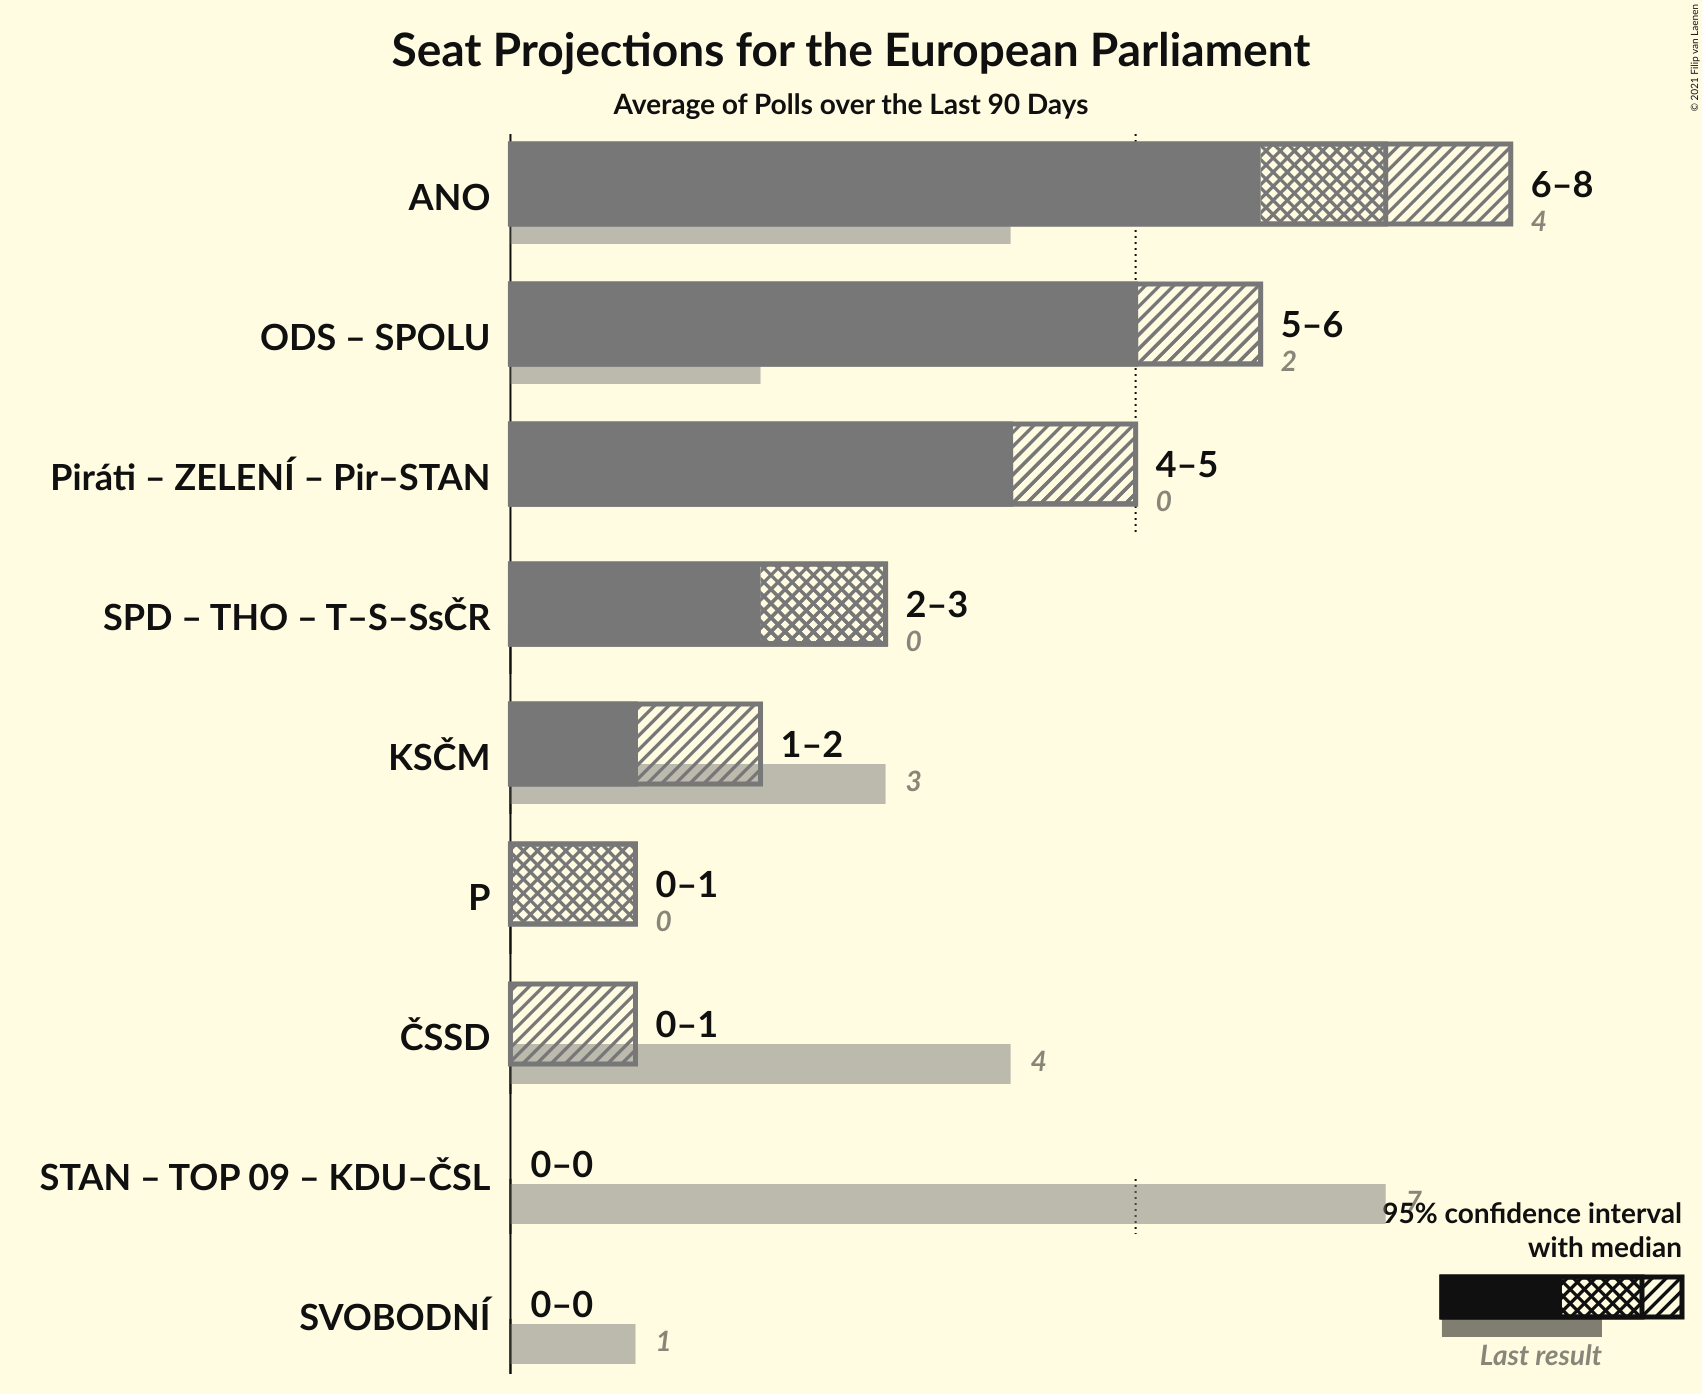 Seat Projections for the European Parliament
Average of Polls over the Last 90 Days
© 2021 Filip van Laenen
ANO
6–8
4
ODS – SPOLU
5–6
2
Piráti – ZELENÍ – Pir–STAN
4–5
0
SPD – THO – T–S–SsČR
2–3
0
KSČM
1–2
3
P
0–1
0
ČSSD
0–1
4
STAN – TOP 09 – KDU–ČSL
0–0
7
SVOBODNÍ
0–0
1
95% confidence interval
with median
Last result